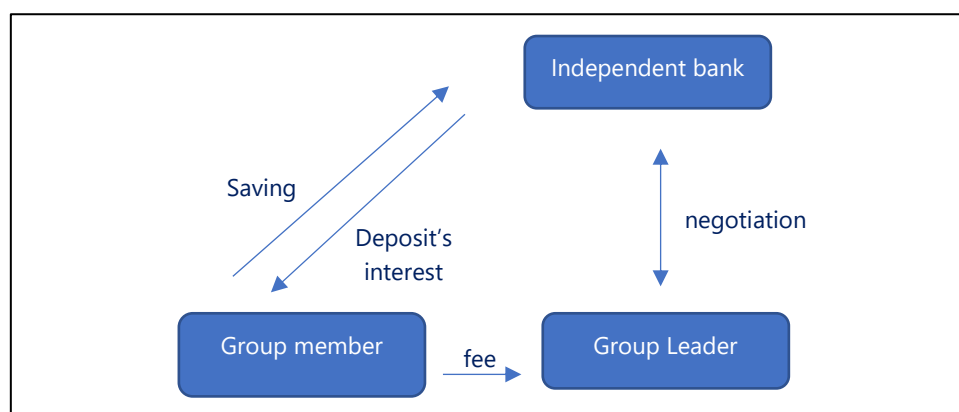 Independent bank
Saving
negotiation
Deposit's
interest
Group member
fee
Group Leader